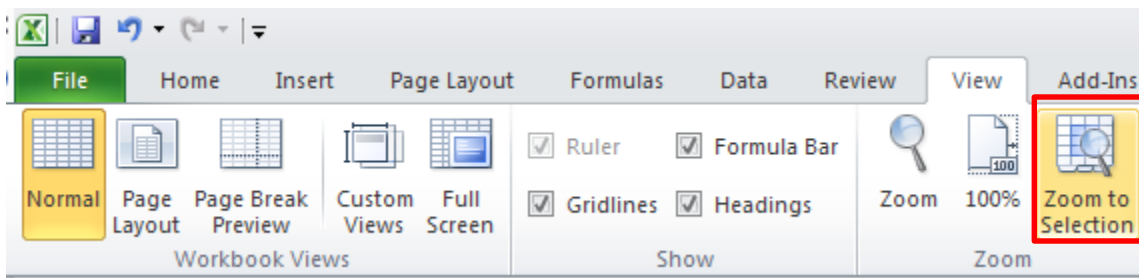 File Home Insert Page Layout Formulas Data Review View Add-Ins
Ruler Formula Bar
100
Normal Page Page Break Custom Full Gridlines Headings Zoom 100% Zoom to
Layout Preview Views Screen Selection
Workbook Views Show Zoom